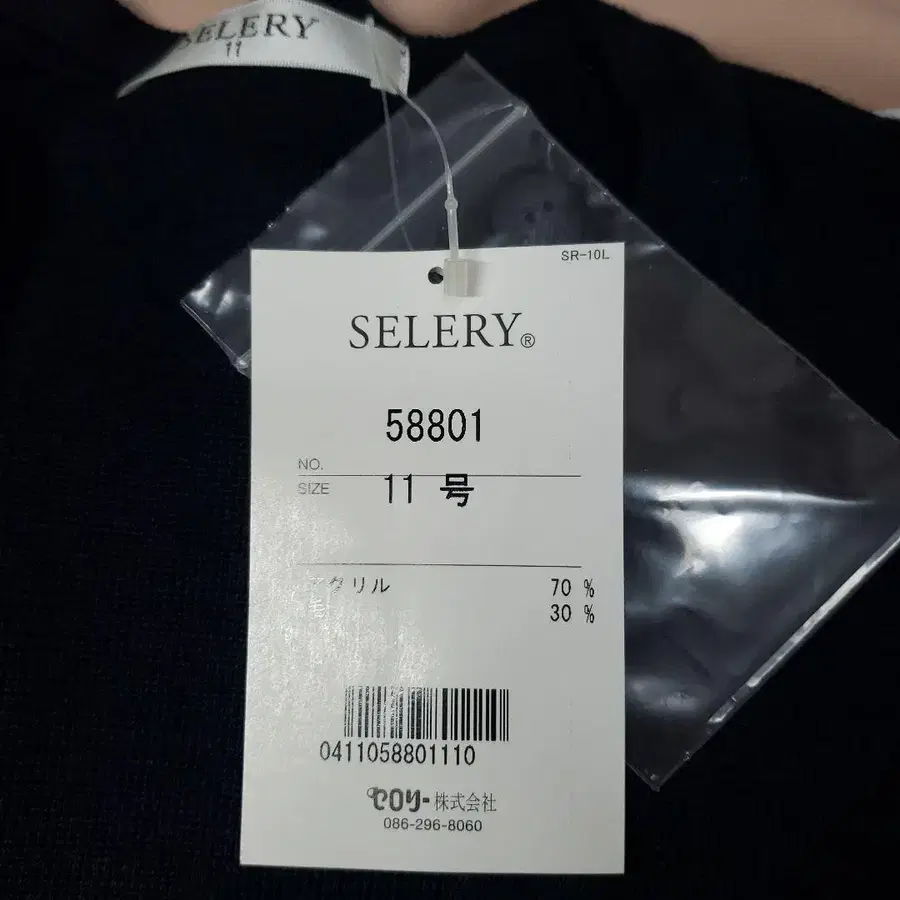 SELERY
11
SR-10L
SELERY®
58801
NO.
SIZE 11 号
アクリル 70 %
毛 30 %
0411058801110
セロリー株式会社
086-296-8060